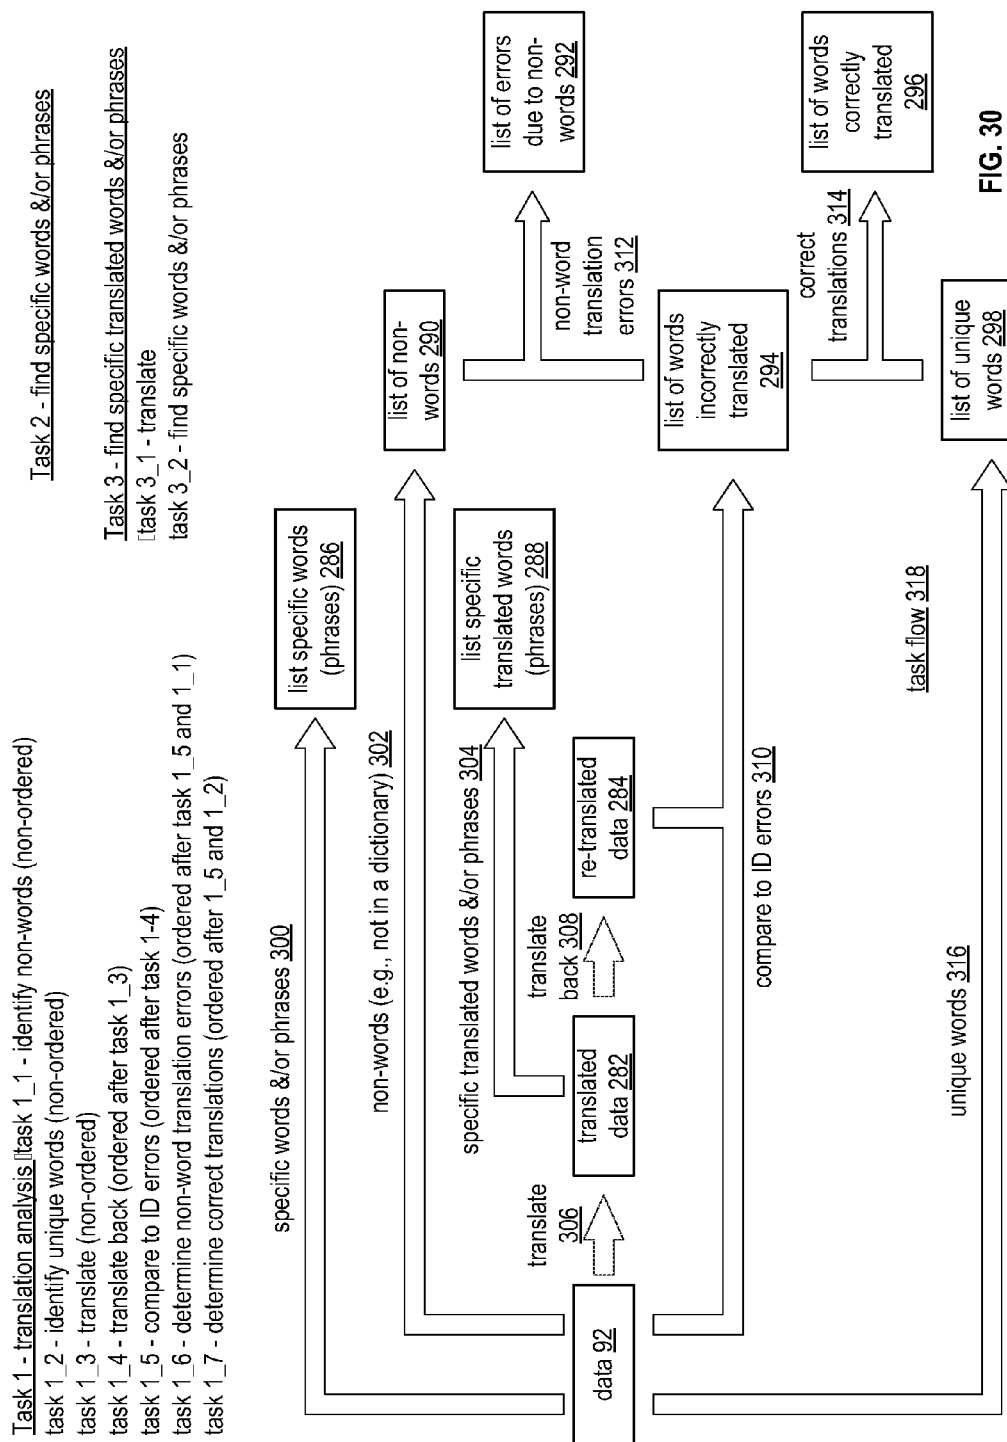 Task 1 - translation analysis▯task 1_1 - identify non-words (non-ordered)
task 1_2 - identify unique words (non-ordered)
task 1_3 - translate (non-ordered)
task 1_4 - translate back (ordered after task 1_3)
task 1_5 - compare to ID errors (ordered after task 1-4)
task 1_6 - determine non-word translation errors (ordered after task 1_5 and 1_1)
task 1_7 - determine correct translations (ordered after 1_5 and 1_2)
Task 2 - find specific words &/or phrases
Task 3 - find specific translated words &/or phrases
▯task 3_1 - translate
task 3_2 - find specific words &/or phrases
specific words &/or phrases 300
list specific words
(phrases) 286
non-words (e.g., not in a dictionary) 302
list of non-
words 290
list of errors
due to non-
words 292
specific translated words &/or phrases 304
list specific
translated words
(phrases) 288
non-word
translation
errors 312
data 92
translate
306
translated
data 282
translate
back 308
re-translated
data 284
compare to ID errors 310
list of words
incorrectly
translated
294
correct
translations 314
list of words
correctly
translated
296
unique words 316
task flow 318
list of unique
words 298
FIG. 30